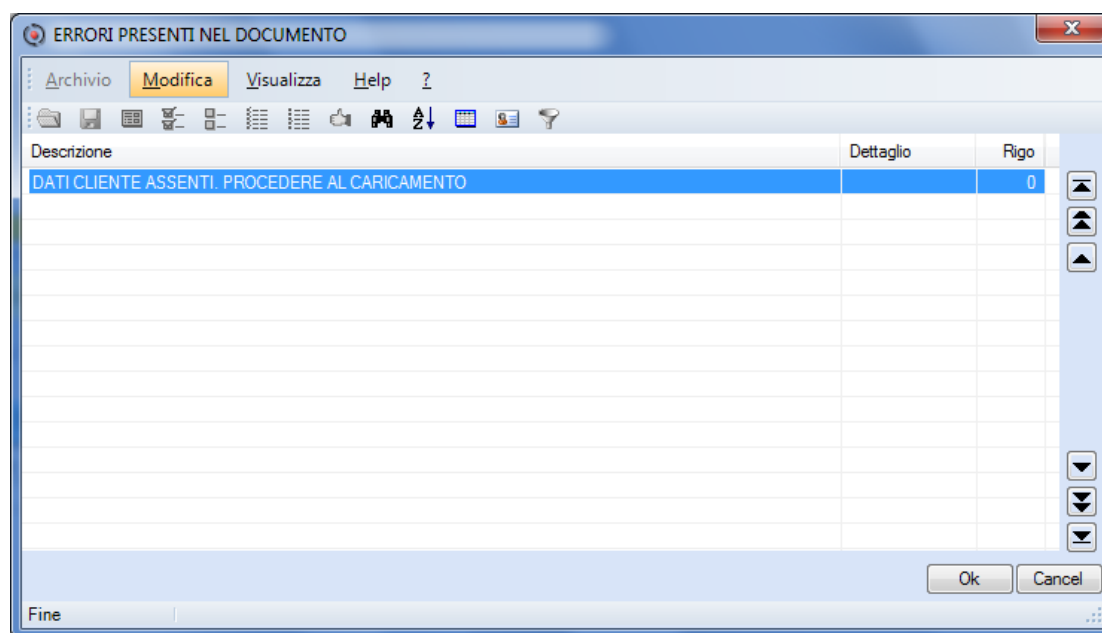 ERRORI PRESENTI NEL DOCUMENTO
Archivio Modifica Visualizza Help ?
Descrizione Dettaglio Rigo
DATI CLIENTE ASSENTI. PROCEDERE AL CARICAMENTO 0
Ok Cancel
Fine